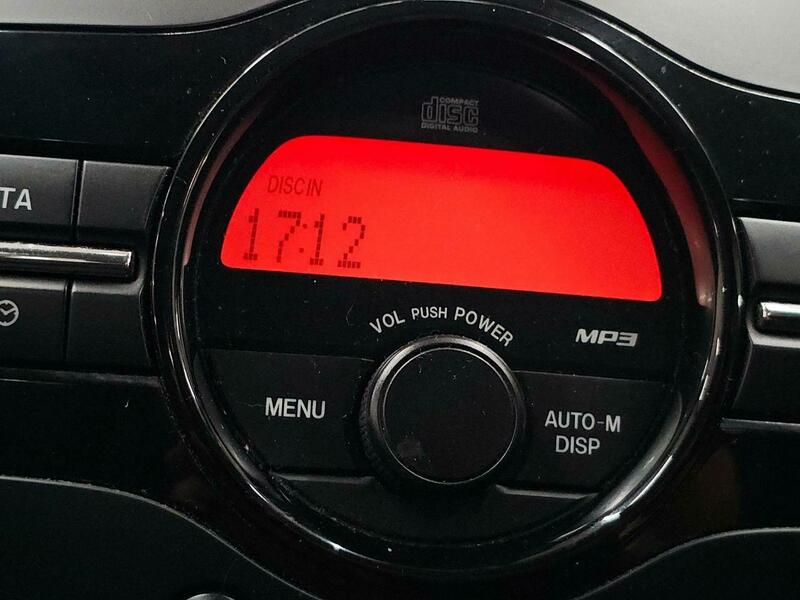 COMPACT
disc
DIGITAL AUDIO
DISC IN
17:12
VOL PUSH POWER
MP3
TA
MENU
AUTO-M
DISP